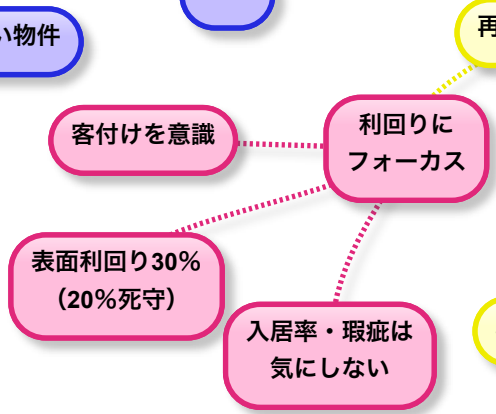 い物件
再
客付けを意識
利回りに
フォーカス
表面利回り30%
（20%死守）
入居率・瑕疵は
気にしない